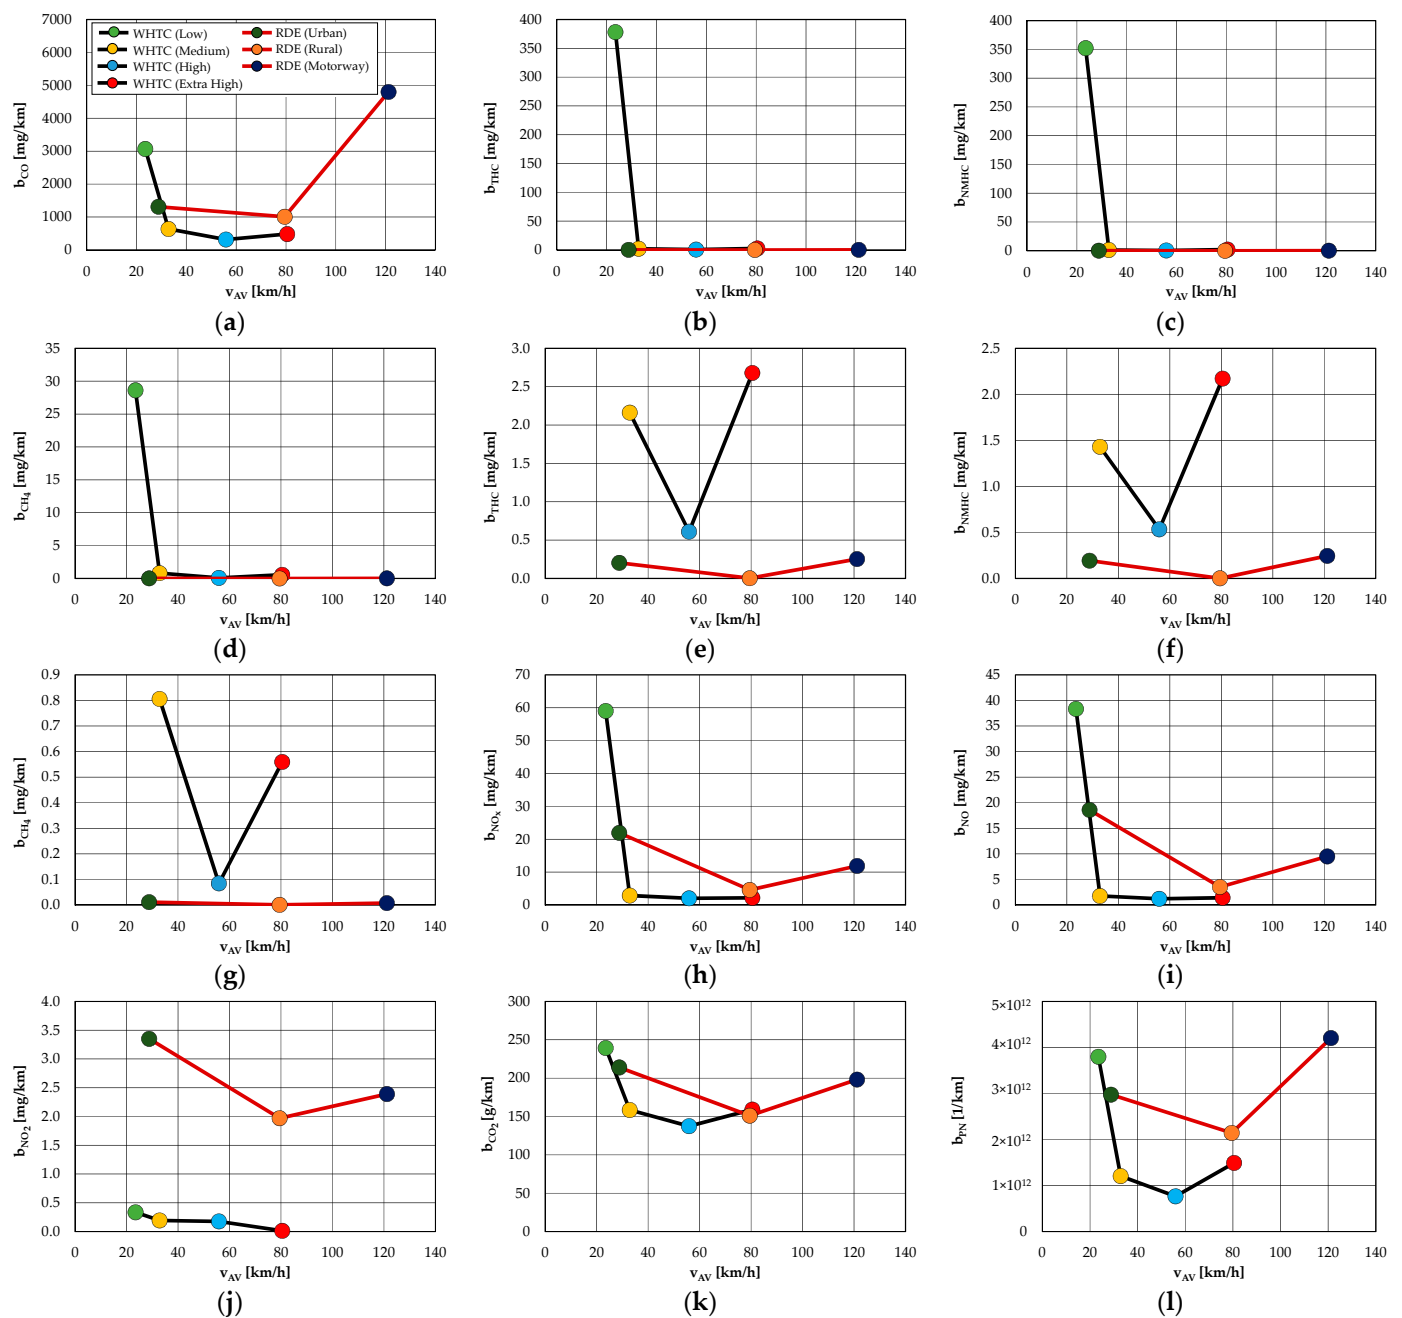 b_CO [mg/km]
7000
6000
5000
4000
3000
2000
1000
0
WHTC (Low)
WHTC (Medium)
WHTC (High)
WHTC (Extra High)
RDE (Urban)
RDE (Rural)
RDE (Motorway)
0 20 40 60 80 100 120 140
v_AV [km/h]
(a)
b_THC [mg/km]
400
350
300
250
200
150
100
50
0
0 20 40 60 80 100 120 140
v_AV [km/h]
(b)
b_NMHC [mg/km]
400
350
300
250
200
150
100
50
0
0 20 40 60 80 100 120 140
v_AV [km/h]
(c)
b_CH4 [mg/km]
35
30
25
20
15
10
5
0
0 20 40 60 80 100 120 140
v_AV [km/h]
(d)
b_THC [mg/km]
3.0
2.5
2.0
1.5
1.0
0.5
0.0
0 20 40 60 80 100 120 140
v_AV [km/h]
(e)
b_NMHC [mg/km]
2.5
2.0
1.5
1.0
0.5
0.0
0 20 40 60 80 100 120 140
v_AV [km/h]
(f)
b_CH4 [mg/km]
0.9
0.8
0.7
0.6
0.5
0.4
0.3
0.2
0.1
0.0
0 20 40 60 80 100 120 140
v_AV [km/h]
(g)
b_NOx [mg/km]
70
60
50
40
30
20
10
0
0 20 40 60 80 100 120 140
v_AV [km/h]
(h)
b_NO [mg/km]
45
40
35
30
25
20
15
10
5
0
0 20 40 60 80 100 120 140
v_AV [km/h]
(i)
b_NO2 [mg/km]
4.0
3.5
3.0
2.5
2.0
1.5
1.0
0.5
0.0
0 20 40 60 80 100 120 140
v_AV [km/h]
(j)
b_CO2 [g/km]
300
250
200
150
100
50
0
0 20 40 60 80 100 120 140
v_AV [km/h]
(k)
b_PN [1/km]
5×10¹²
4×10¹²
3×10¹²
2×10¹²
1×10¹²
0
0 20 40 60 80 100 120 140
v_AV [km/h]
(l)